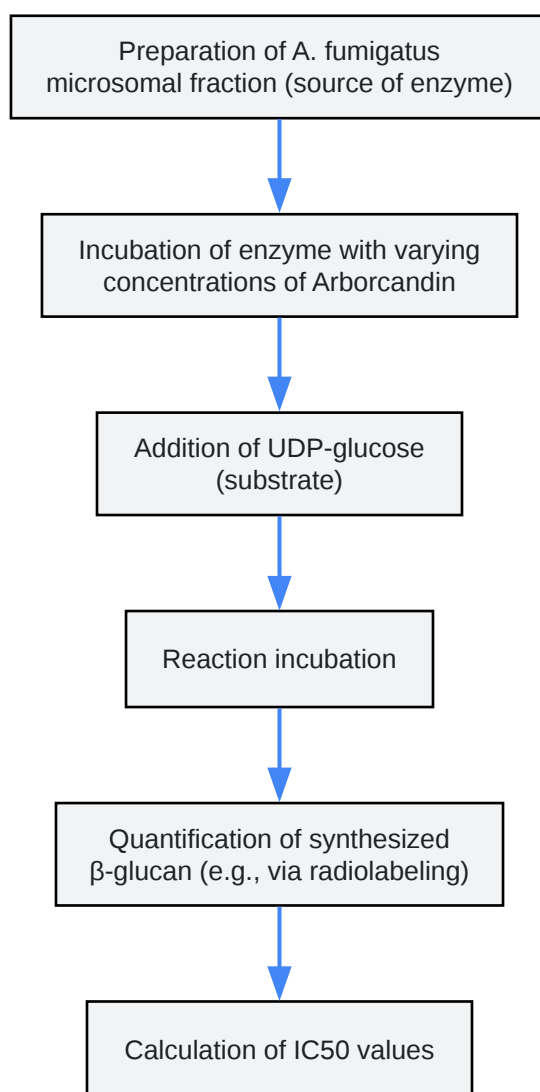 Preparation of A. fumigatus
microsomal fraction (source of enzyme)
Incubation of enzyme with varying
concentrations of Arborcandin
Addition of UDP-glucose
(substrate)
Reaction incubation
Quantification of synthesized
β-glucan (e.g., via radiolabeling)
Calculation of IC50 values